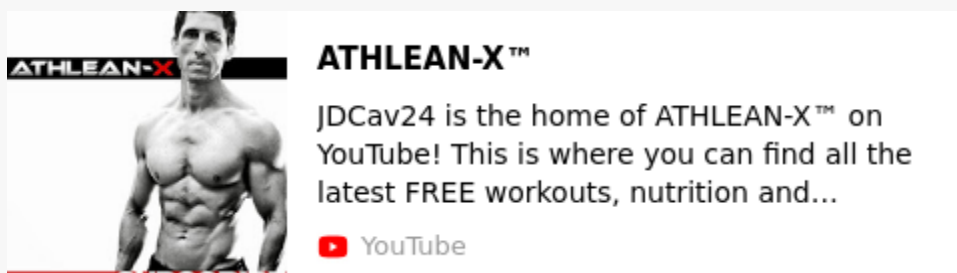 ATHLEAN-X
ATHLEAN-X™
JDCav24 is the home of ATHLEAN-X™ on
YouTube! This is where you can find all the
latest FREE workouts, nutrition and...
YouTube